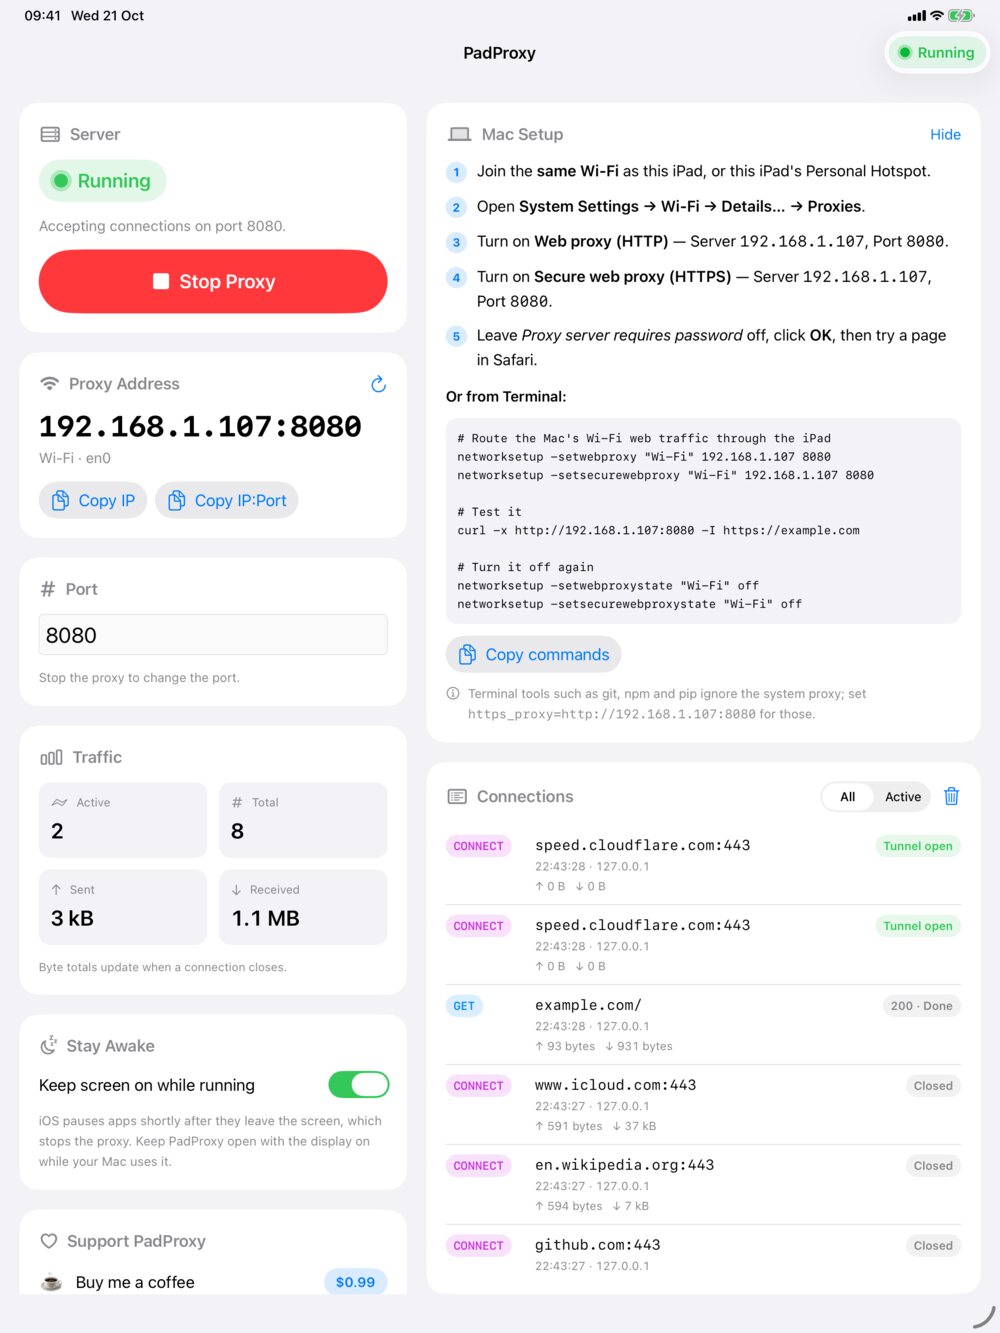 09:41 Wed 21 Oct
PadProxy
Running
Server
Running
Accepting connections on port 8080.
Stop Proxy
Proxy Address
192.168.1.107:8080
Wi-Fi · en0
Copy IP
Copy IP:Port
# Port
8080
Stop the proxy to change the port.
Traffic
Active
2
# Total
8
↑ Sent
3 kB
↓ Received
1.1 MB
Byte totals update when a connection closes.
Stay Awake
Keep screen on while running
iOS pauses apps shortly after they leave the screen, which
stops the proxy. Keep PadProxy open with the display on
while your Mac uses it.
Support PadProxy
Buy me a coffee
$0.99
Mac Setup
Hide
1 Join the same Wi-Fi as this iPad, or this iPad's Personal Hotspot.
2 Open System Settings → Wi-Fi → Details... → Proxies.
3 Turn on Web proxy (HTTP) — Server 192.168.1.107, Port 8080.
4 Turn on Secure web proxy (HTTPS) — Server 192.168.1.107,
Port 8080.
5 Leave Proxy server requires password off, click OK, then try a page
in Safari.
Or from Terminal:
# Route the Mac's Wi-Fi web traffic through the iPad
networksetup -setwebproxy "Wi-Fi" 192.168.1.107 8080
networksetup -setsecurewebproxy "Wi-Fi" 192.168.1.107 8080
# Test it
curl -x http://192.168.1.107:8080 -I https://example.com
# Turn it off again
networksetup -setwebproxystate "Wi-Fi" off
networksetup -setsecurewebproxystate "Wi-Fi" off
Copy commands
Terminal tools such as git, npm and pip ignore the system proxy; set
https_proxy=http://192.168.1.107:8080 for those.
Connections
All
Active
CONNECT
speed.cloudflare.com:443
Tunnel open
22:43:28 · 127.0.0.1
↑ 0 B ↓ 0 B
CONNECT
speed.cloudflare.com:443
Tunnel open
22:43:28 · 127.0.0.1
↑ 0 B ↓ 0 B
GET
example.com/
200 · Done
22:43:28 · 127.0.0.1
↑ 93 bytes ↓ 931 bytes
CONNECT
www.icloud.com:443
Closed
22:43:27 · 127.0.0.1
↑ 591 bytes ↓ 37 kB
CONNECT
en.wikipedia.org:443
Closed
22:43:27 · 127.0.0.1
↑ 594 bytes ↓ 7 kB
CONNECT
github.com:443
Closed
22:43:27 · 127.0.0.1